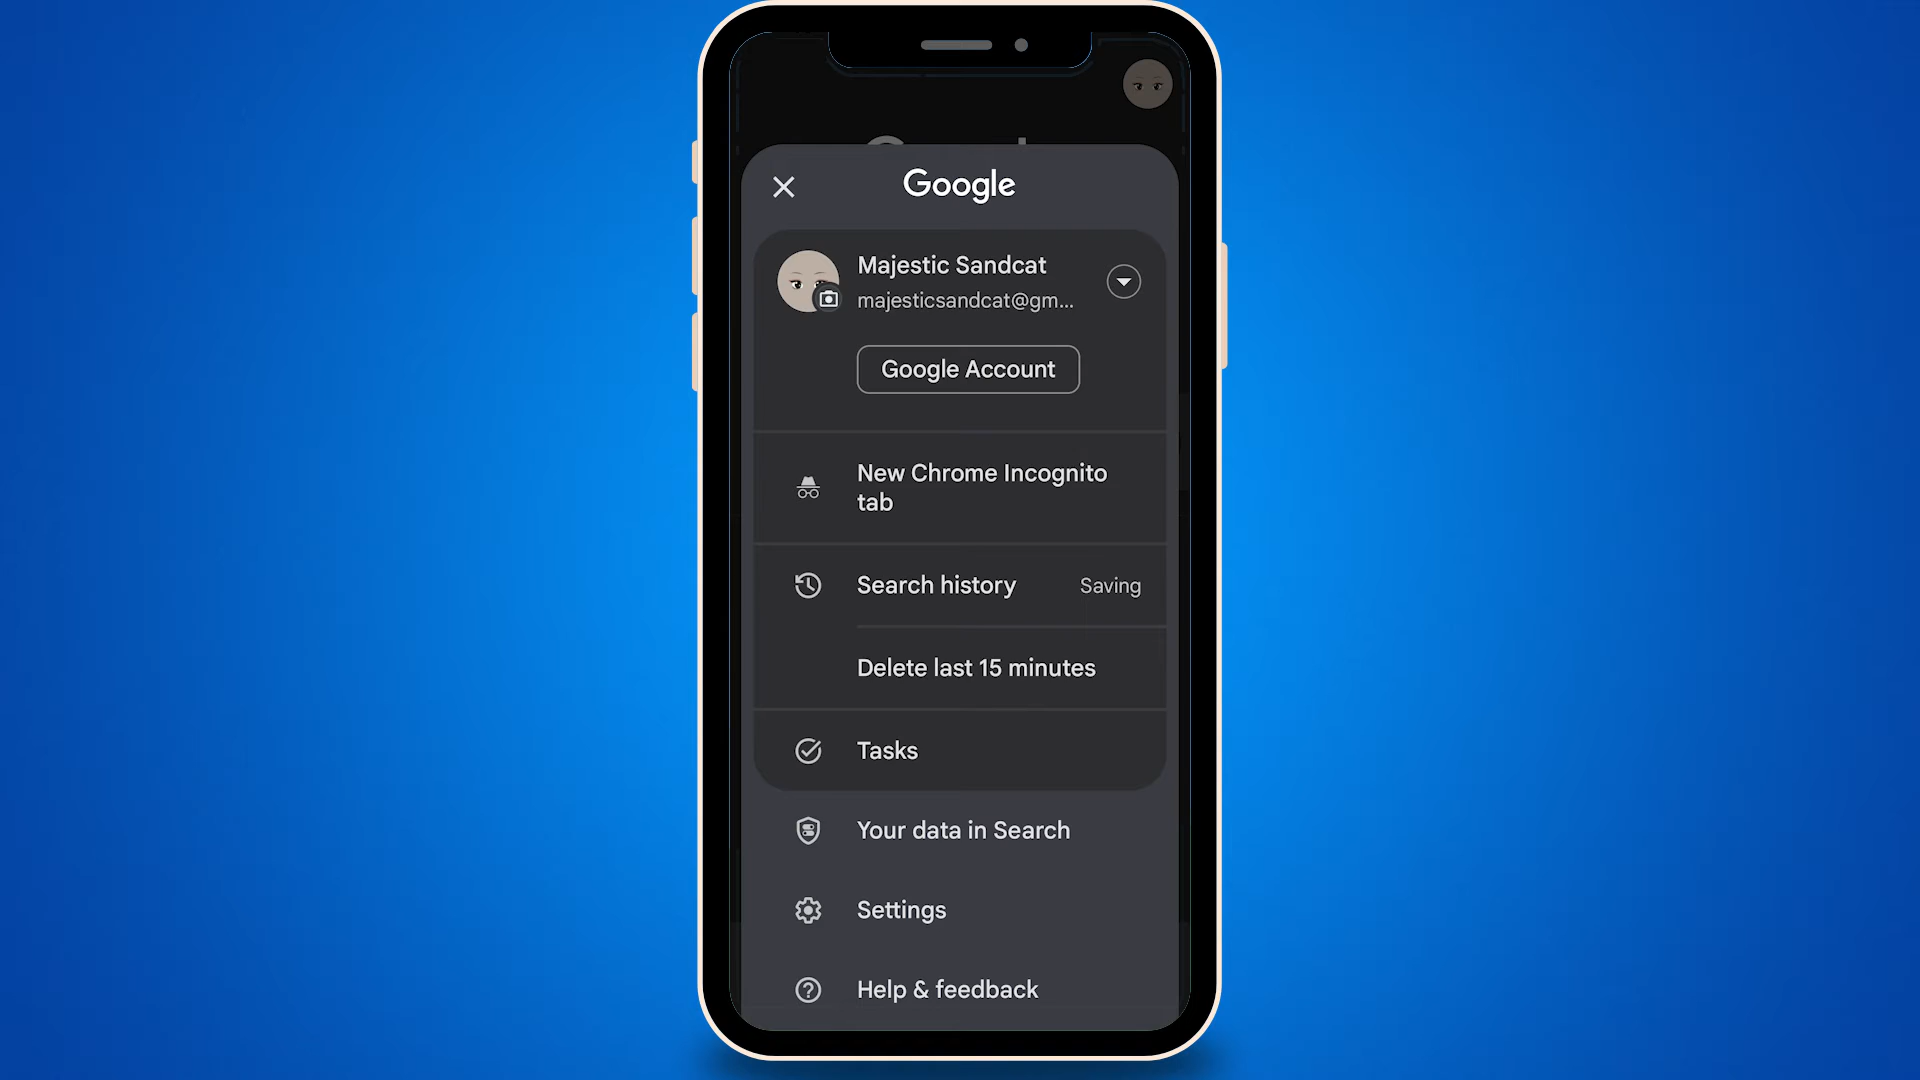 Google
Majestic Sandcat
majesticsandcat@gm...
Google Account
New Chrome Incognito
tab
Search history Saving
Delete last 15 minutes
Tasks
Your data in Search
Settings
Help & feedback